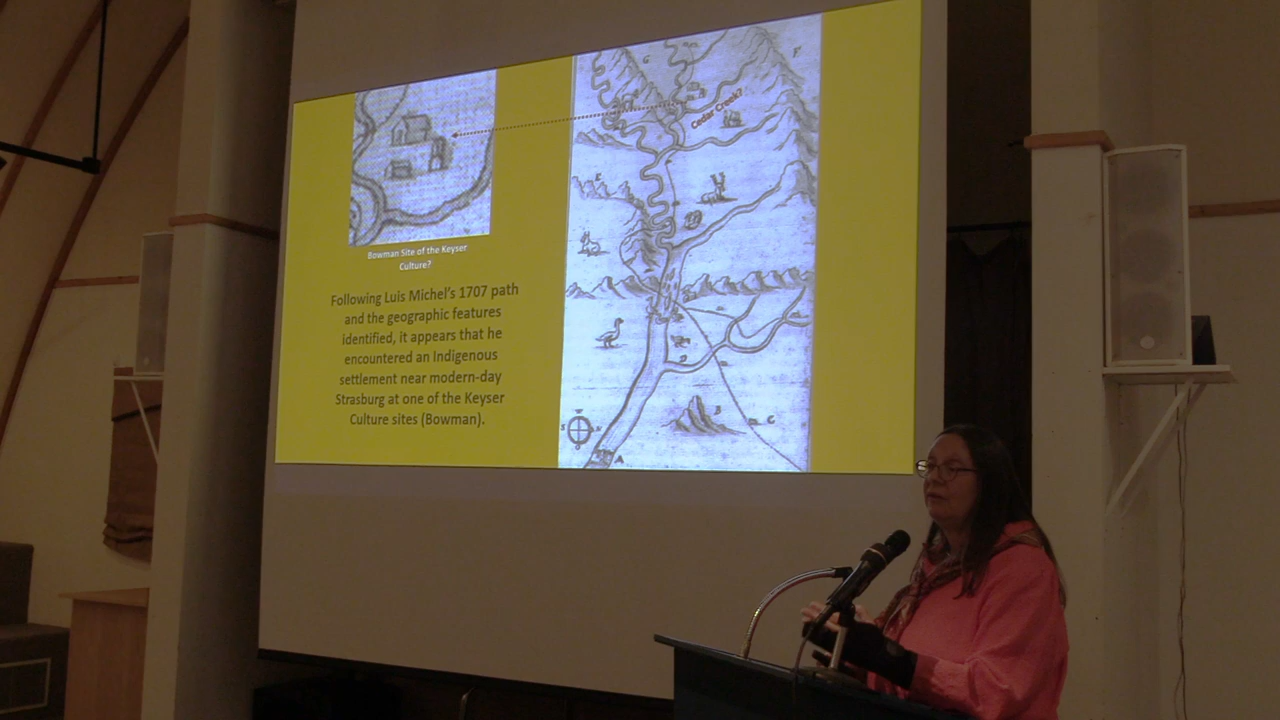 Bowman Site of the Keyser
Culture?
Following Luis Michel's 1707 path
and the geographic features
identified, it appears that he
encountered an Indigenous
settlement near modern-day
Strasburg at one of the Keyser
Culture sites (Bowman).
Cedar Creek?
G
F
E
B
C
A